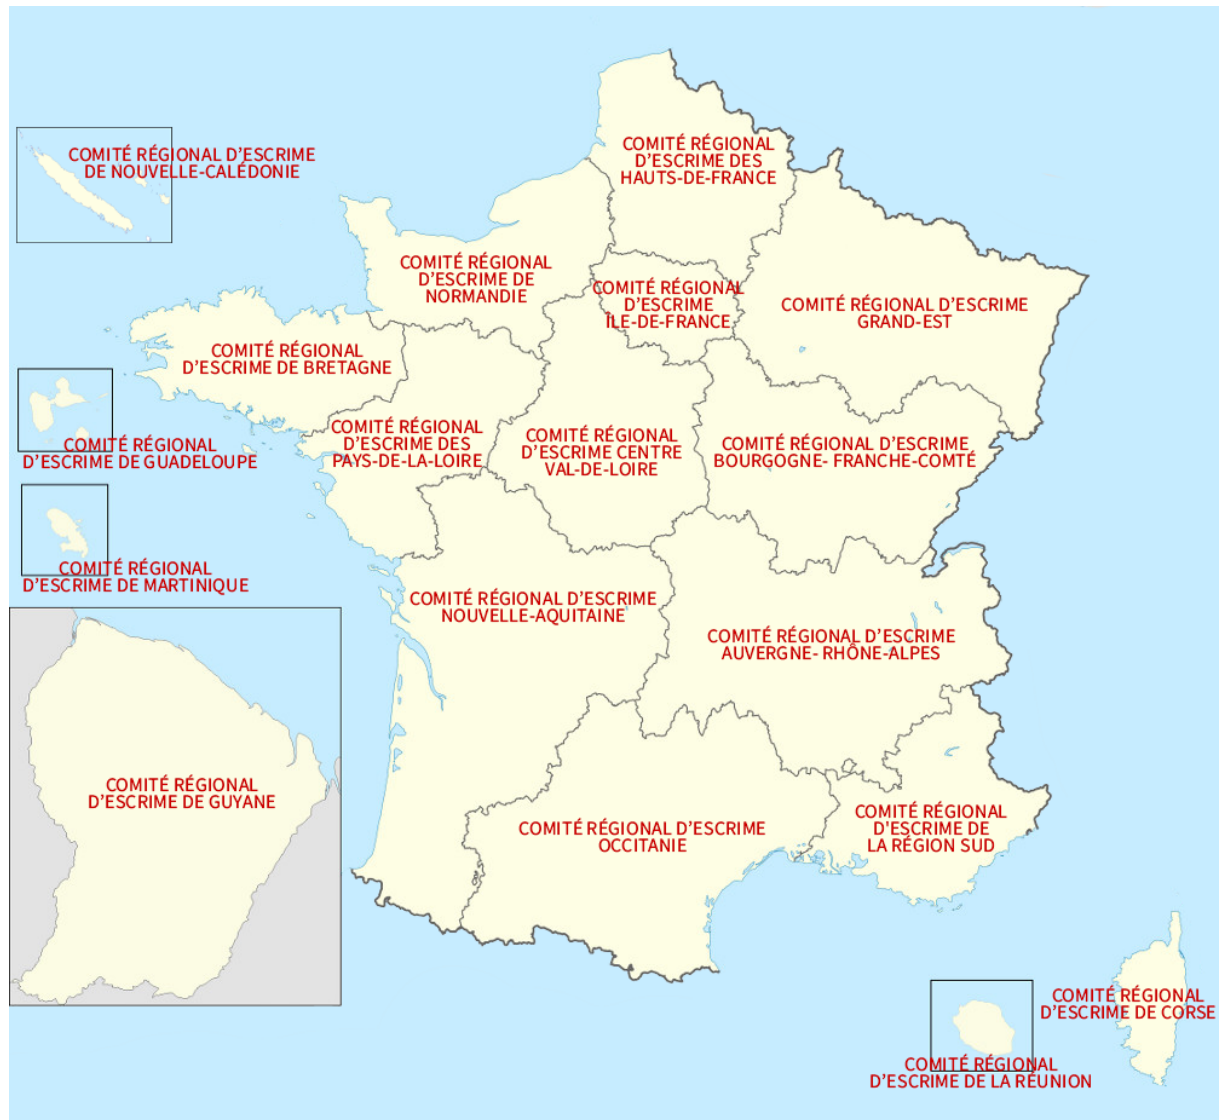 COMITÉ RÉGIONAL
D'ESCRIME DES
HAUTS-DE-FRANCE
COMITÉ RÉGIONAL D'ESCRIME
DE NOUVELLE-CALÉDONIE
COMITÉ RÉGIONAL
D'ESCRIME DE
NORMANDIE
COMITÉ RÉGIONAL
D'ESCRIME
ÎLE-DE-FRANCE
COMITÉ RÉGIONAL D'ESCRIME
GRAND-EST
COMITÉ RÉGIONAL
D'ESCRIME DE BRETAGNE
COMITÉ RÉGIONAL
D'ESCRIME DE GUADELOUPE
COMITÉ RÉGIONAL
D'ESCRIME DES
PAYS-DE-LA-LOIRE
COMITÉ RÉGIONAL
D'ESCRIME CENTRE
VAL-DE-LOIRE
COMITÉ RÉGIONAL D'ESCRIME
BOURGOGNE- FRANCHE-COMTÉ
COMITÉ RÉGIONAL
D'ESCRIME DE MARTINIQUE
COMITÉ RÉGIONAL D'ESCRIME
NOUVELLE-AQUITAINE
COMITÉ RÉGIONAL D'ESCRIME
AUVERGNE- RHÔNE-ALPES
COMITÉ RÉGIONAL
D'ESCRIME DE GUYANE
COMITÉ RÉGIONAL D'ESCRIME
OCCITANIE
COMITÉ RÉGIONAL
D'ESCRIME DE
LA RÉGION SUD
COMITÉ RÉGIONAL
D'ESCRIME DE CORSE
COMITÉ RÉGIONAL
D'ESCRIME DE LA RÉUNION